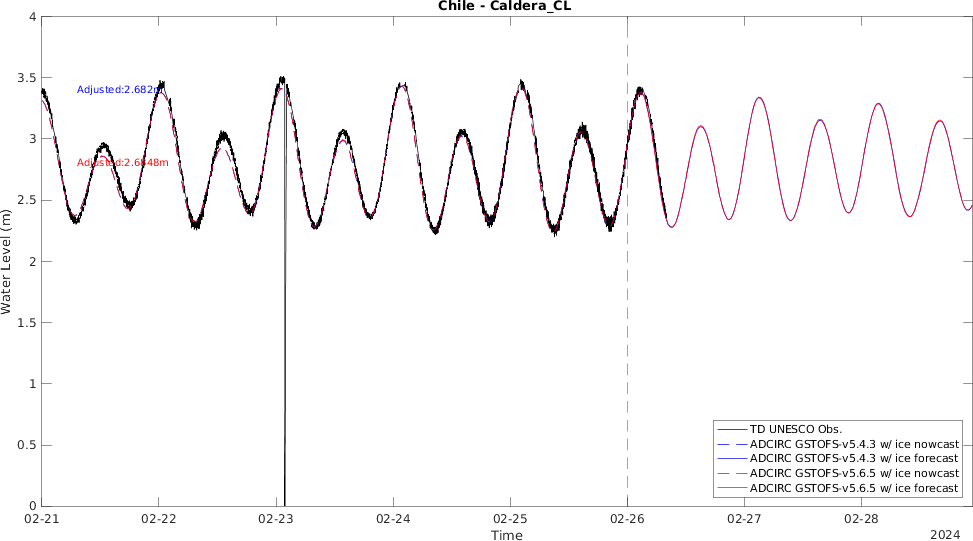 Chile - Caldera_CL
4
3.5
3
2.5
2
1.5
1
0.5
0
Water Level (m)
Adjusted:2.682m
02-21
02-22
02-23
02-24
02-25
02-26
02-27
02-28
Time
2024
TD UNESCO Obs.
ADCIRC GSTOFS-v5.4.3 w/ ice nowcast
ADCIRC GSTOFS-v5.4.3 w/ ice forecast
ADCIRC GSTOFS-v5.6.5 w/ ice nowcast
ADCIRC GSTOFS-v5.6.5 w/ ice forecast